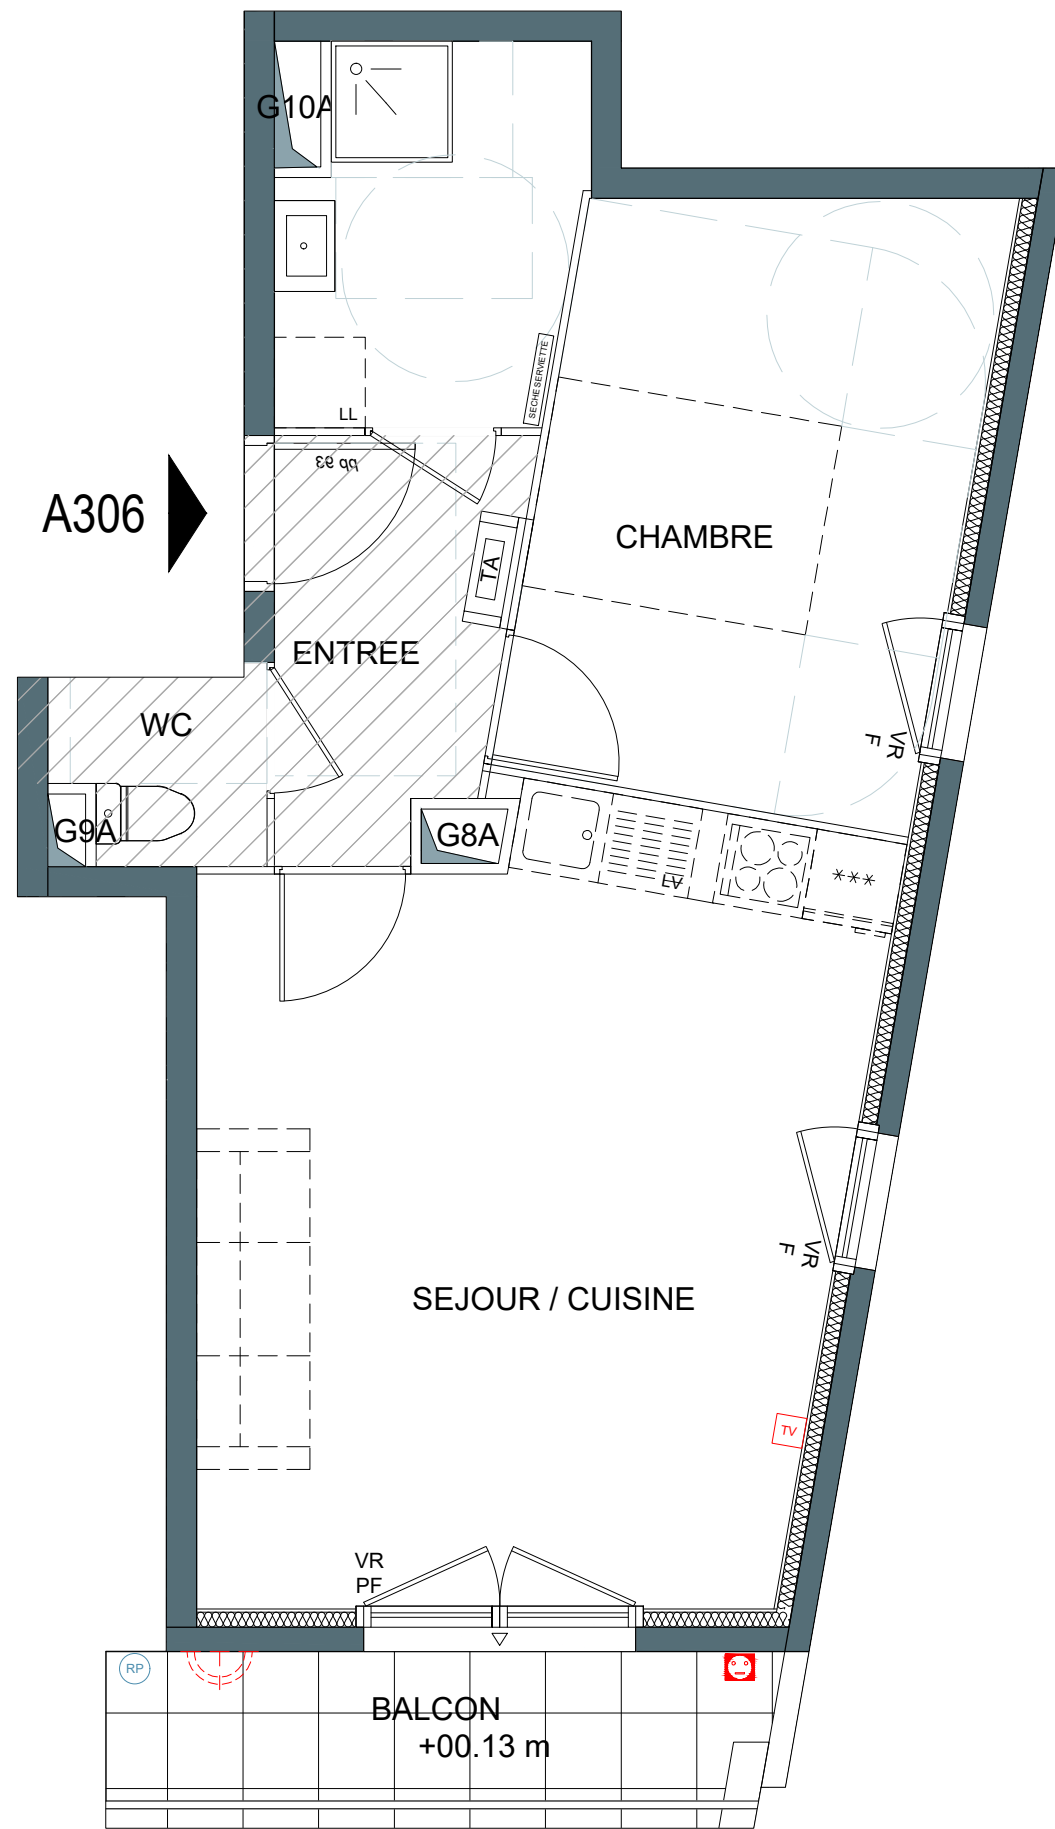 G10A
SECHE SERVIETTE
LL
pp 93
A306
CHAMBRE
TA
ENTREE
WC
VR
F
G9A
G8A
LV
***
VR
F
SEJOUR / CUISINE
TV
VR
PF
RP
BALCON
+00.13 m